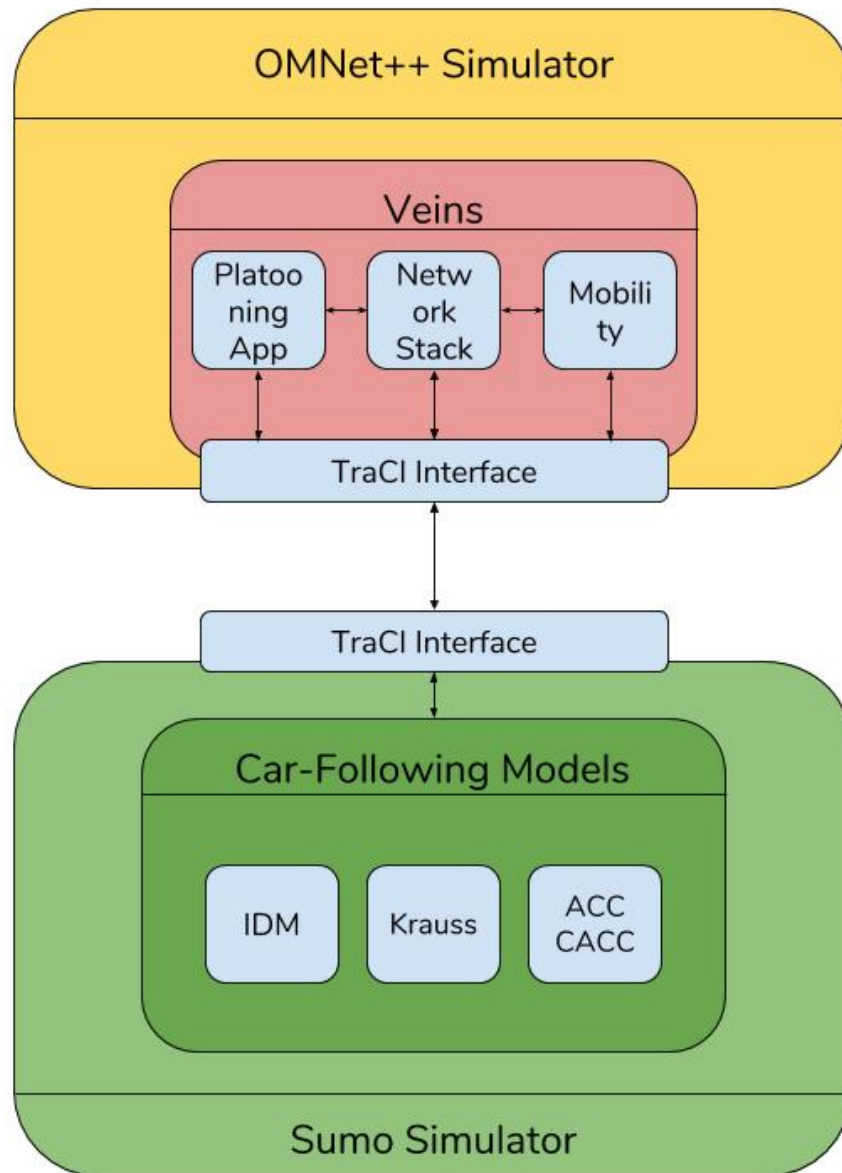 OMNet++ Simulator
Veins
Platoo
ning
App
Netw
ork
Stack
Mobili
ty
TraCI Interface
TraCI Interface
Car-Following Models
IDM
Krauss
ACC
CACC
Sumo Simulator